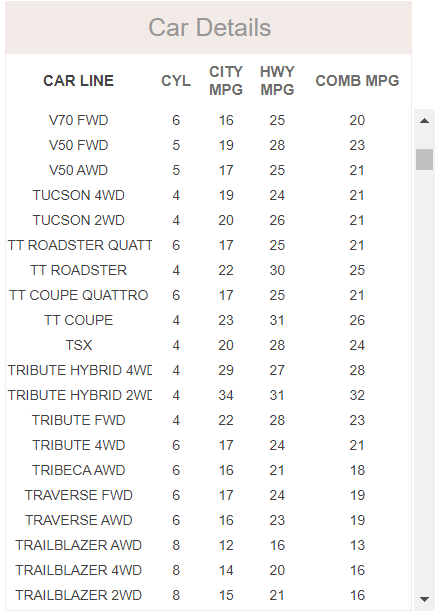 Car Details
CAR LINE CYL CITY MPG HWY MPG COMB MPG
V70 FWD 6 16 25 20
V50 FWD 5 19 28 23
V50 AWD 5 17 25 21
TUCSON 4WD 4 19 24 21
TUCSON 2WD 4 20 26 21
TT ROADSTER QUATT 6 17 25 21
TT ROADSTER 4 22 30 25
TT COUPE QUATTRO 6 17 25 21
TT COUPE 4 23 31 26
TSX 4 20 28 24
TRIBUTE HYBRID 4WD 4 29 27 28
TRIBUTE HYBRID 2WD 4 34 31 32
TRIBUTE FWD 4 22 28 23
TRIBUTE 4WD 6 17 24 21
TRIBECA AWD 6 16 21 18
TRAVERSE FWD 6 17 24 19
TRAVERSE AWD 6 16 23 19
TRAILBLAZER AWD 8 12 16 13
TRAILBLAZER 4WD 8 14 20 16
TRAILBLAZER 2WD 8 15 21 16